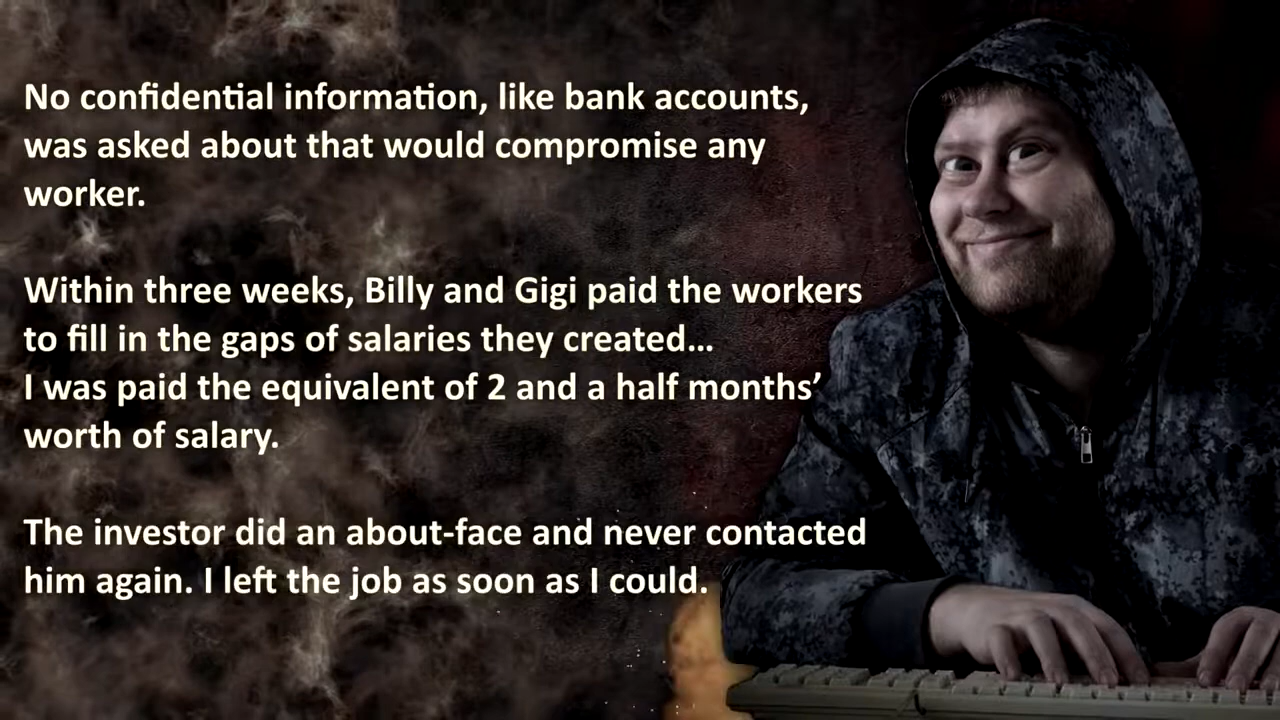 No confidential information, like bank accounts,
was asked about that would compromise any
worker.
Within three weeks, Billy and Gigi paid the workers
to fill in the gaps of salaries they created...
I was paid the equivalent of 2 and a half months’
worth of salary.
The investor did an about-face and never contacted
him again. I left the job as soon as I could.